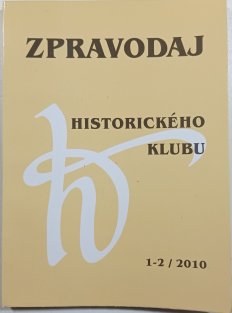 ZPRAVODAJ
HISTORICKÉHO
KLUBU
1-2 / 2010